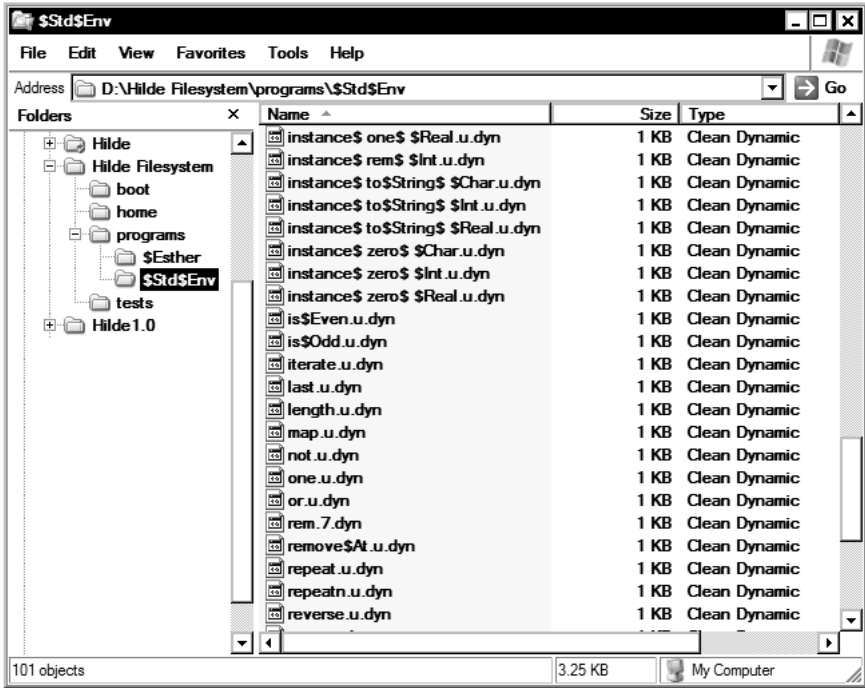 $Std$Env
File Edit View Favorites Tools Help
Address D:\Hilde Filesystem\programs\$Std$Env Go
Folders
Hilde
Hilde Filesystem
boot
home
programs
$Esther
$Std$Env
tests
Hilde1.0
Name Size Type
instance$ one$ $Real.u.dyn 1 KB Clean Dynamic
instance$ rem$ $Int.u.dyn 1 KB Clean Dynamic
instance$ to$String$ $Char.u.dyn 1 KB Clean Dynamic
instance$ to$String$ $Int.u.dyn 1 KB Clean Dynamic
instance$ to$String$ $Real.u.dyn 1 KB Clean Dynamic
instance$ zero$ $Char.u.dyn 1 KB Clean Dynamic
instance$ zero$ $Int.u.dyn 1 KB Clean Dynamic
instance$ zero$ $Real.u.dyn 1 KB Clean Dynamic
is$Even.u.dyn 1 KB Clean Dynamic
is$Odd.u.dyn 1 KB Clean Dynamic
iterate.u.dyn 1 KB Clean Dynamic
last.u.dyn 1 KB Clean Dynamic
length.u.dyn 1 KB Clean Dynamic
map.u.dyn 1 KB Clean Dynamic
not.u.dyn 1 KB Clean Dynamic
one.u.dyn 1 KB Clean Dynamic
or.u.dyn 1 KB Clean Dynamic
rem.7.dyn 1 KB Clean Dynamic
remove$At.u.dyn 1 KB Clean Dynamic
repeat.u.dyn 1 KB Clean Dynamic
repeatn.u.dyn 1 KB Clean Dynamic
reverse.u.dyn 1 KB Clean Dynamic
101 objects 3.25 KB My Computer